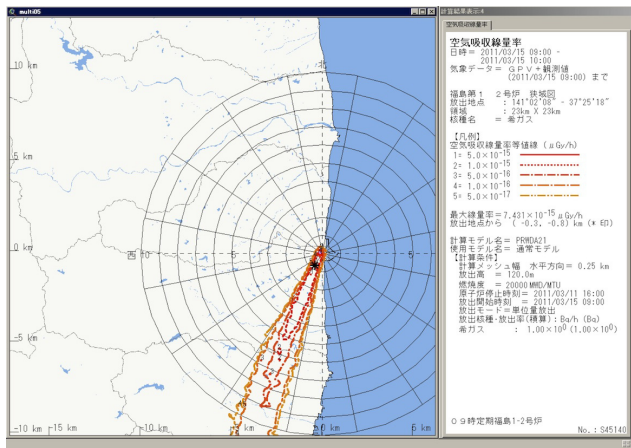 multi05
10 km
5 km
0 km
-5 km
-10 km
-15 km
-10 km
0 km
5 km
西
10
5
5
計算結果表示:4
空気吸収線量率
空気吸収線量率
日時= 2011/03/15 09:00 -
2011/03/15 10:00
気象データ= GPV+観測値
(2011/03/15 09:00) まで
福島第1 2号炉 狭域図
放出地点 : 141°02'08" - 37°25'18"
領域 : 23km X 23km
核種名 = 希ガス
【凡例】
空気吸収線量率等値線 (μGy/h)
1= 5.0×10^-15
2= 1.0×10^-15
3= 5.0×10^-16
4= 1.0×10^-16
5= 5.0×10^-17
最大線量率=7.431×10^-15 μGy/h
放出地点から (-0.3, -0.8) km (* 印)
計算モデル名= PRWDA21
使用モデル名= 通常モデル
【計算条件】
計算メッシュ幅 水平方向= 0.25 km
放出高 = 120.0m
燃焼度 = 20000MWD/MTU
原子炉停止時刻= 2011/03/11 16:00
放出開始時刻 = 2011/03/15 09:00
放出モード=単位量放出
放出核種・放出率(積算):Bq/h (Bq)
希ガス : 1.00×10^0 (1.00×10^0)
09時定期福島1-2号炉
No.:S45140